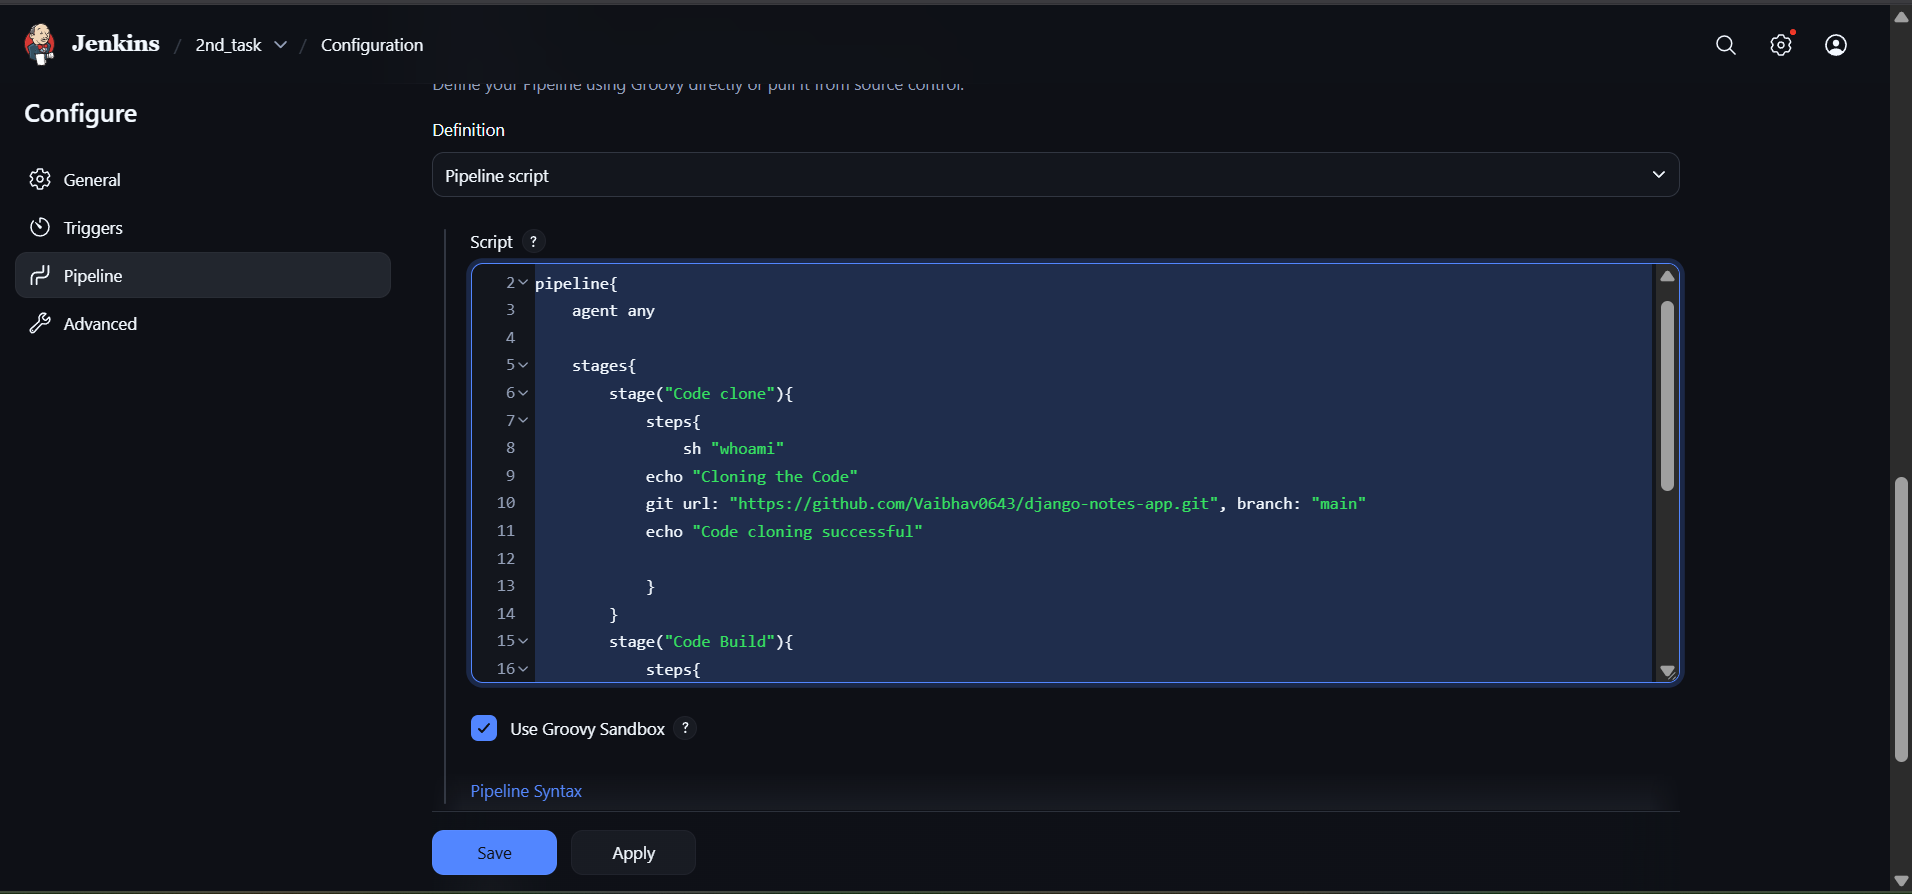 Jenkins / 2nd_task / Configuration
Configure
General
Triggers
Pipeline
Advanced
Define your Pipeline using Groovy directly or pull it from source control.
Definition
Pipeline script
Script ?
2 pipeline{
3     agent any
4
5     stages{
6         stage("Code clone"){
7             steps{
8                 sh "whoami"
9             echo "Cloning the Code"
10             git url: "https://github.com/Vaibhav0643/django-notes-app.git", branch: "main"
11             echo "Code cloning successful"
12
13             }
14         }
15         stage("Code Build"){
16             steps{
Use Groovy Sandbox ?
Pipeline Syntax
Save
Apply